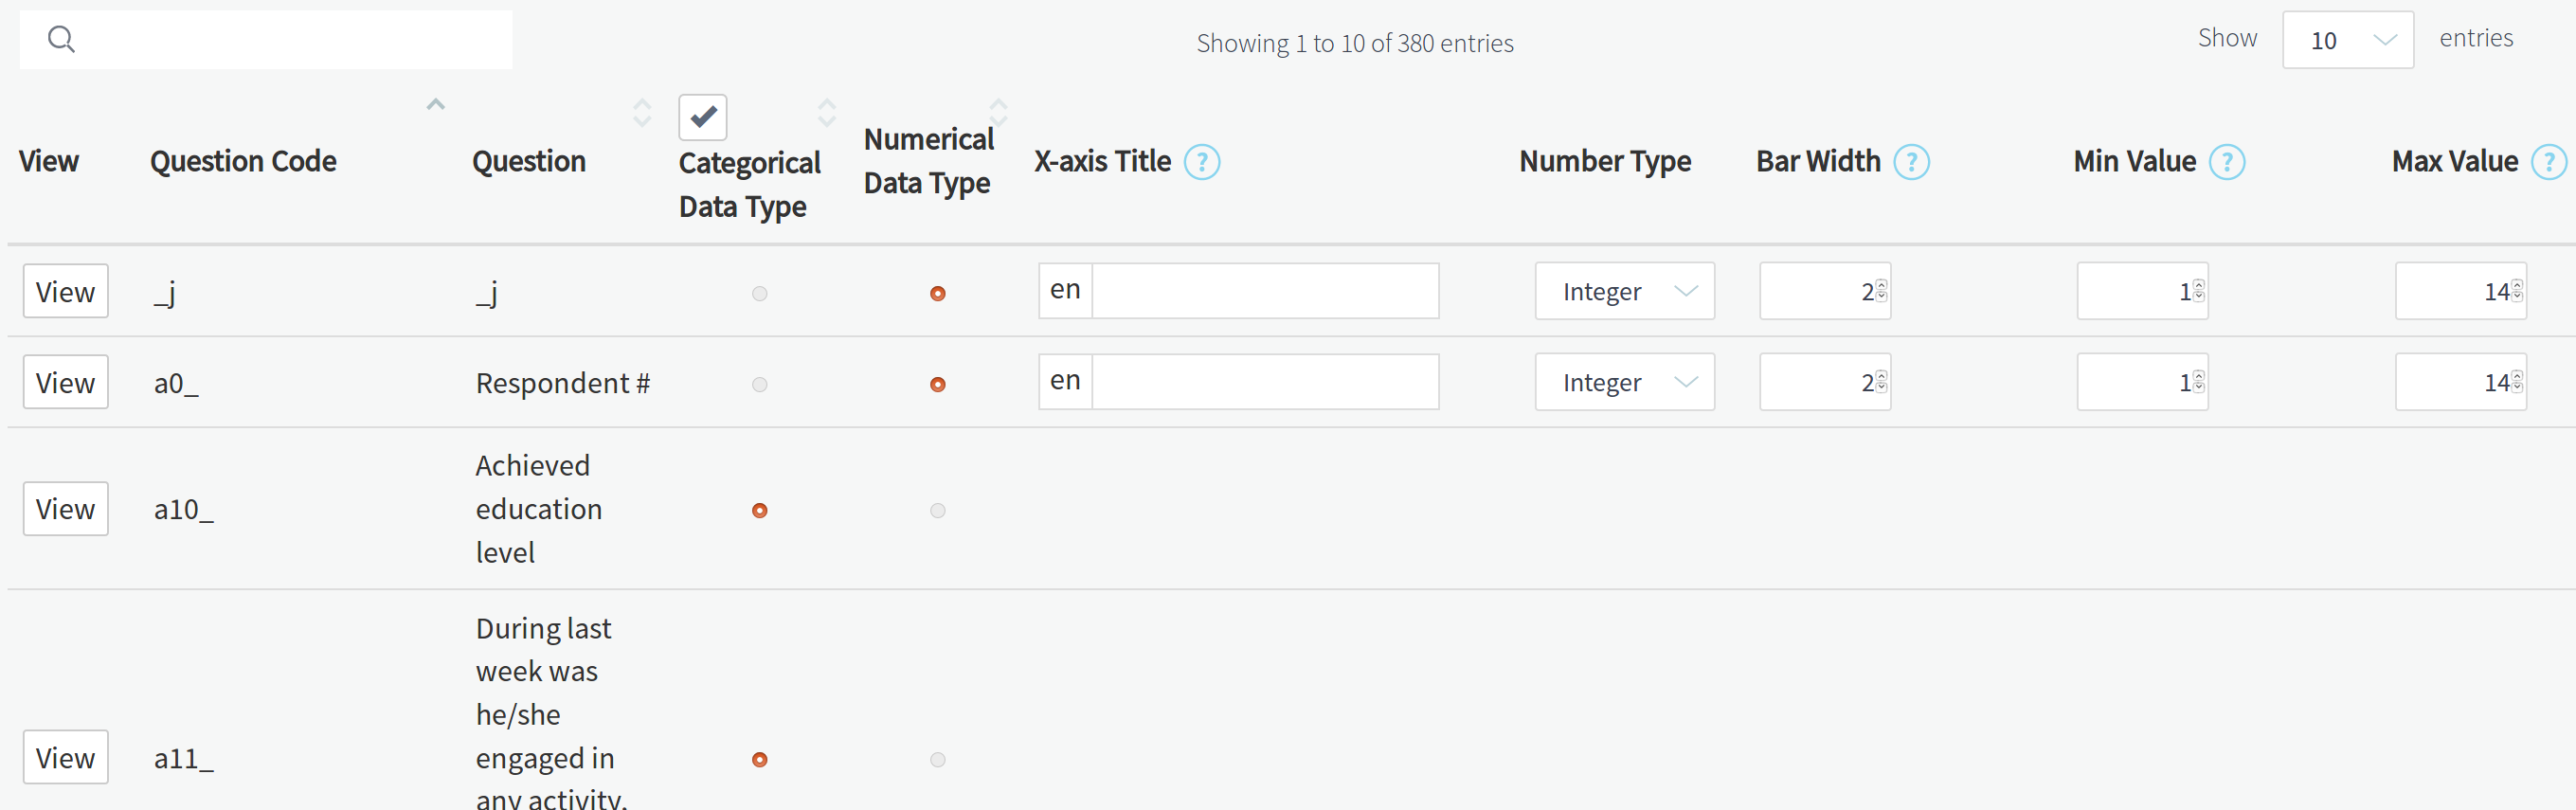 Showing 1 to 10 of 380 entries
Show 10 entries
View
Question Code
Question
Categorical
Data Type
Numerical
Data Type
X-axis Title ?
Number Type
Bar Width ?
Min Value ?
Max Value ?
View _j _j en Integer 2 1 14
View a0_ Respondent # en Integer 2 1 14
View a10_
Achieved
education
level
View a11_
During last
week was
he/she
engaged in
any activity,